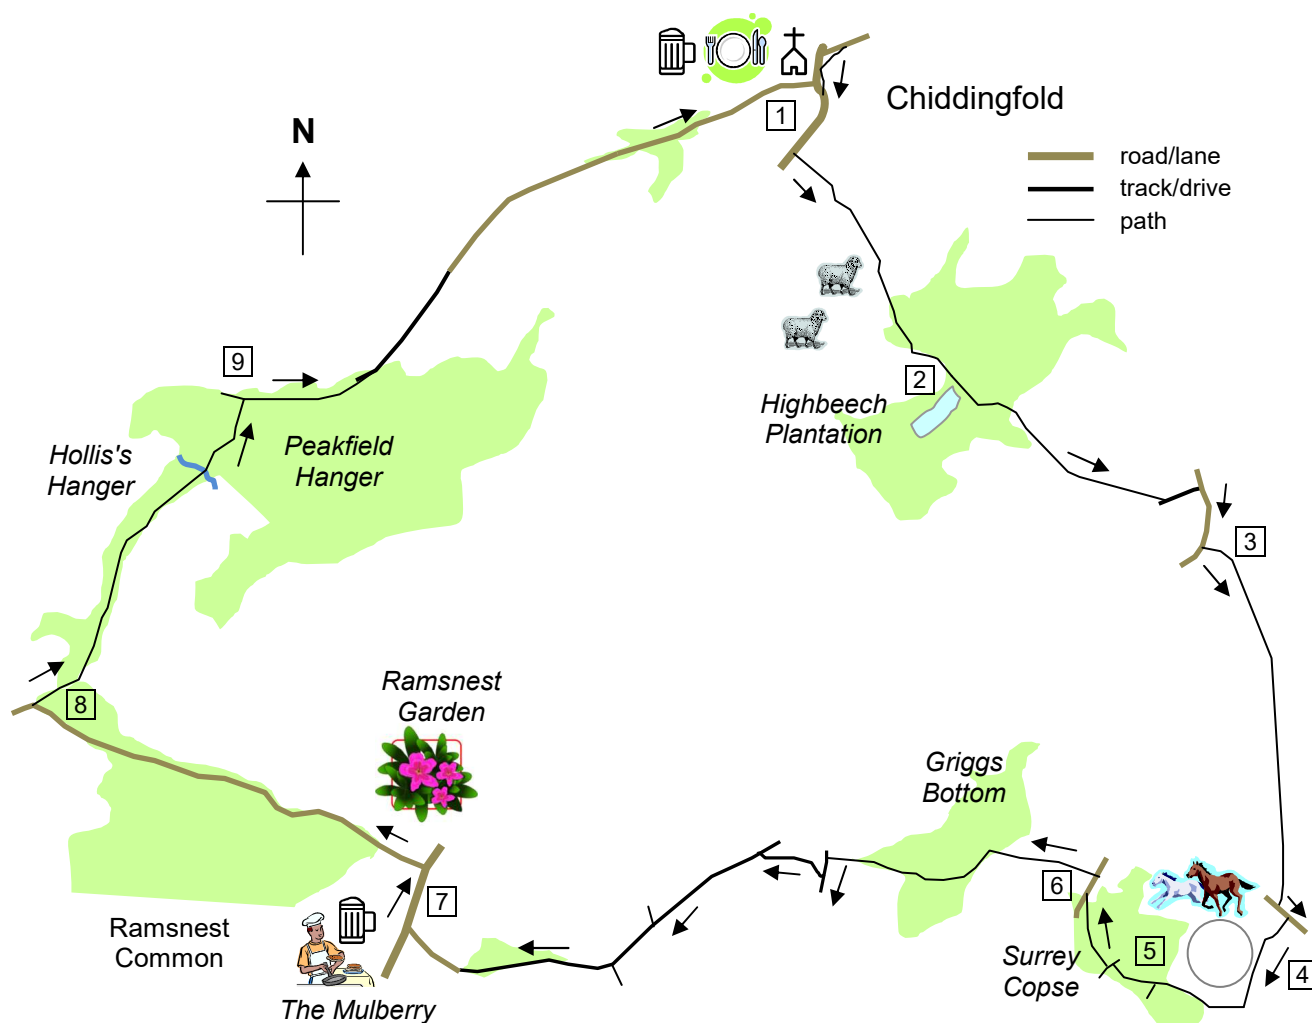 1
Chiddingfold
N
road/lane
track/drive
path
9
2
Highbeech
Plantation
Hollis's
Hanger
Peakfield
Hanger
3
8
Ramsnest
Garden
Griggs
Bottom
6
7
Ramsnest
Common
Surrey
Copse
5
4
The Mulberry